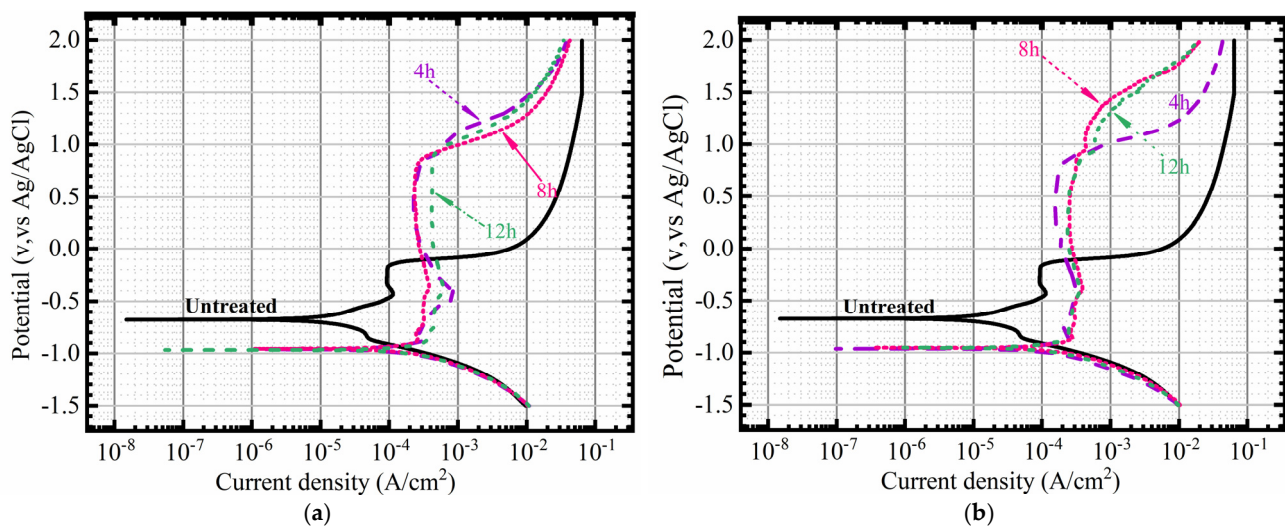 2.0
1.5
1.0
0.5
0.0
-0.5
-1.0
-1.5
Potential (v,vs Ag/AgCl)
4h
8h
12h
Untreated
10⁻⁸ 10⁻⁷ 10⁻⁶ 10⁻⁵ 10⁻⁴ 10⁻³ 10⁻² 10⁻¹
Current density (A/cm²)
(a)
2.0
1.5
1.0
0.5
0.0
-0.5
-1.0
-1.5
Potential (v,vs Ag/AgCl)
8h
4h
12h
Untreated
10⁻⁸ 10⁻⁷ 10⁻⁶ 10⁻⁵ 10⁻⁴ 10⁻³ 10⁻² 10⁻¹
Current density (A/cm²)
(b)